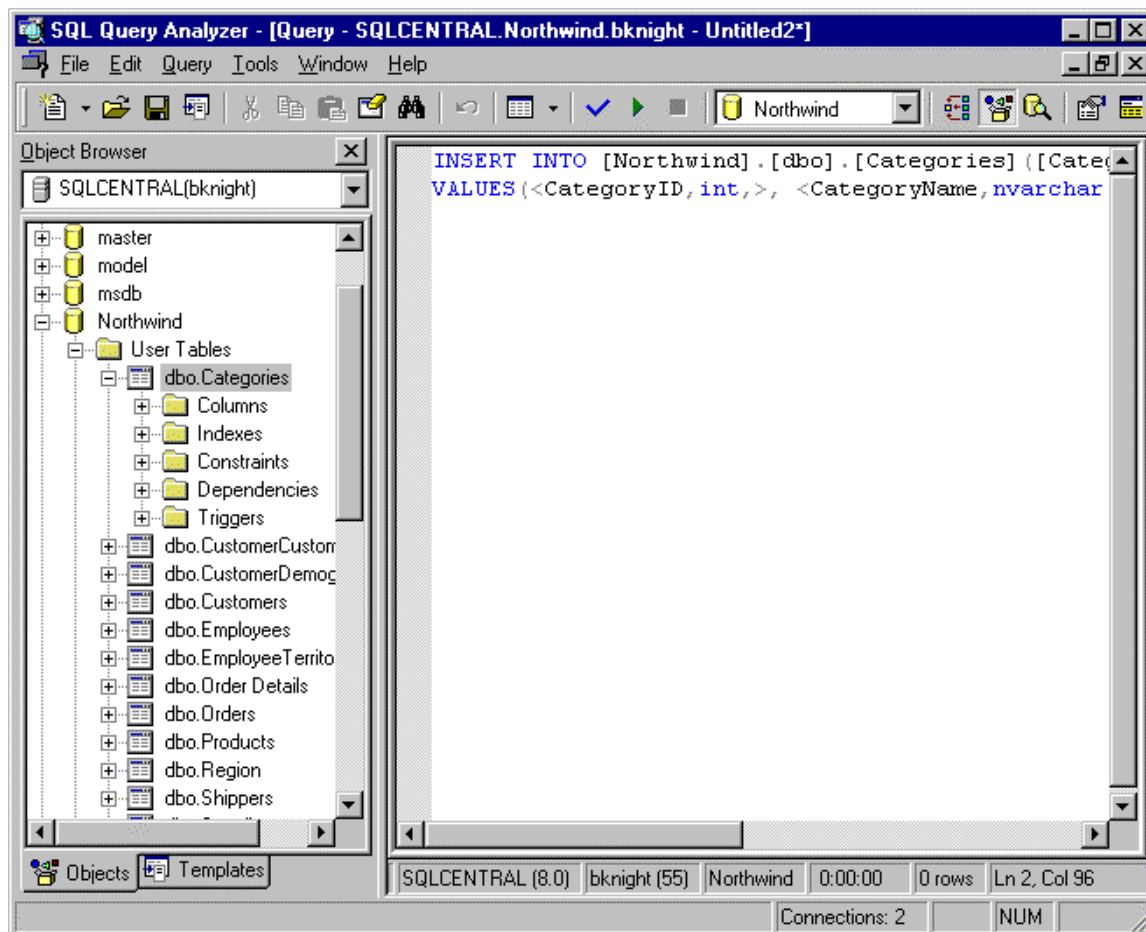 SQL Query Analyzer - [Query - SQLCENTRAL.Northwind.bknight - Untitled2*]
File Edit Query Tools Window Help
Northwind
Object Browser
SQLCENTRAL(bknight)
master
model
msdb
Northwind
User Tables
dbo.Categories
Columns
Indexes
Constraints
Dependencies
Triggers
dbo.CustomerCustom
dbo.CustomerDemog
dbo.Customers
dbo.Employees
dbo.EmployeeTerrito
dbo.Order Details
dbo.Orders
dbo.Products
dbo.Region
dbo.Shippers
Objects Templates
INSERT INTO [Northwind].[dbo].[Categories]([Categ
VALUES(<CategoryID,int,>, <CategoryName,nvarchar
SQLCENTRAL (8.0) bknight (55) Northwind 0:00:00 0 rows Ln 2, Col 96
Connections: 2 NUM